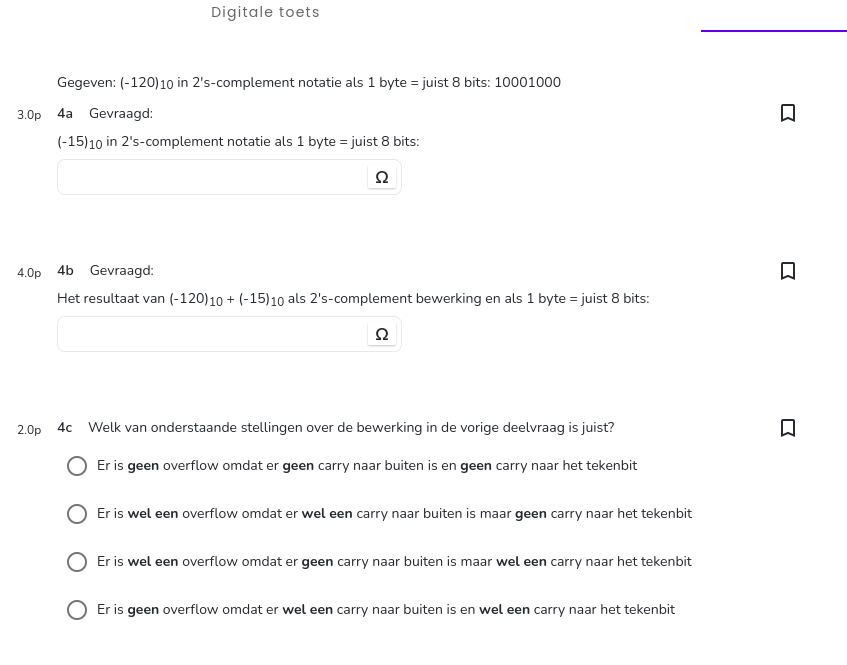 Digitale toets
Gegeven: (-120)10 in 2's-complement notatie als 1 byte = juist 8 bits: 10001000
3.0p 4a Gevraagd:
(-15)10 in 2's-complement notatie als 1 byte = juist 8 bits:
Ω
4.0p 4b Gevraagd:
Het resultaat van (-120)10 + (-15)10 als 2's-complement bewerking en als 1 byte = juist 8 bits:
Ω
2.0p 4c Welk van onderstaande stellingen over de bewerking in de vorige deelvraag is juist?
Er is geen overflow omdat er geen carry naar buiten is en geen carry naar het tekenbit
Er is wel een overflow omdat er wel een carry naar buiten is maar geen carry naar het tekenbit
Er is wel een overflow omdat er geen carry naar buiten is maar wel een carry naar het tekenbit
Er is geen overflow omdat er wel een carry naar buiten is en wel een carry naar het tekenbit